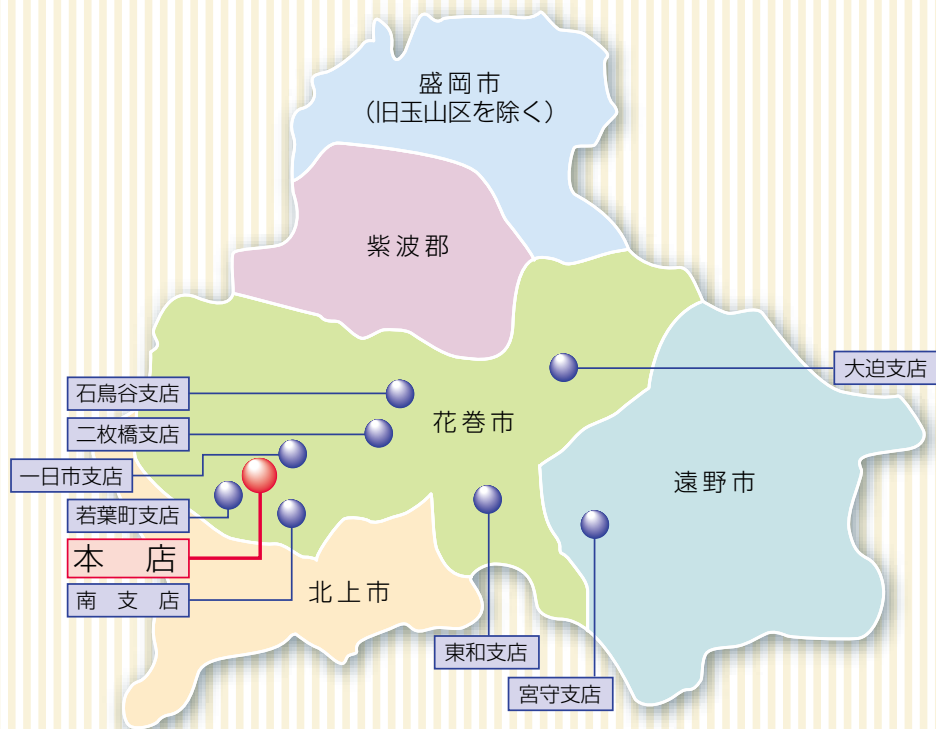 盛岡市
（旧玉山区を除く）
紫波郡
大迫支店
石鳥谷支店
花巻市
二枚橋支店
一日市支店
遠野市
若葉町支店
本　店
北上市
南　支　店
東和支店
宮守支店